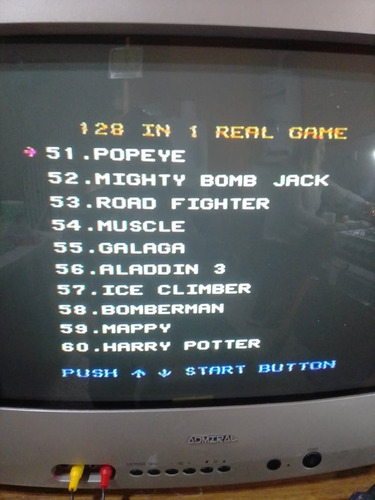 128 IN 1 REAL GAME
51.POPEYE
52.MIGHTY BOMB JACK
53.ROAD FIGHTER
54.MUSCLE
55.GALAGA
56.ALADDIN 3
57.ICE CLIMBER
58.BOMBERMAN
59.MAPPY
60.HARRY POTTER
PUSH ↑ ↓ START BUTTON
ADMIRAL